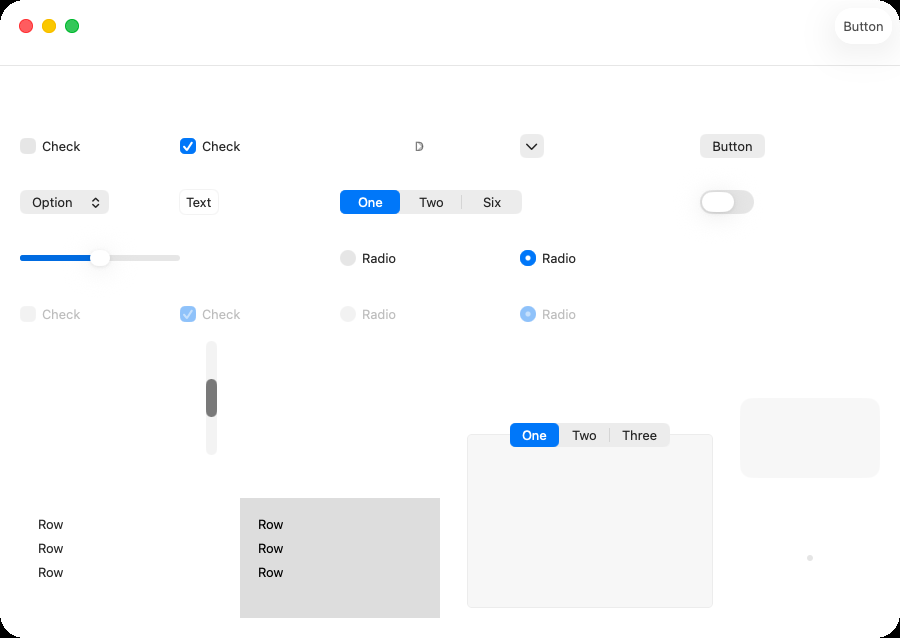 Button
Check
Check
Button
Option
Text
One
Two
Six
Radio
Radio
Check
Check
Radio
Radio
One
Two
Three
Row
Row
Row
Row
Row
Row